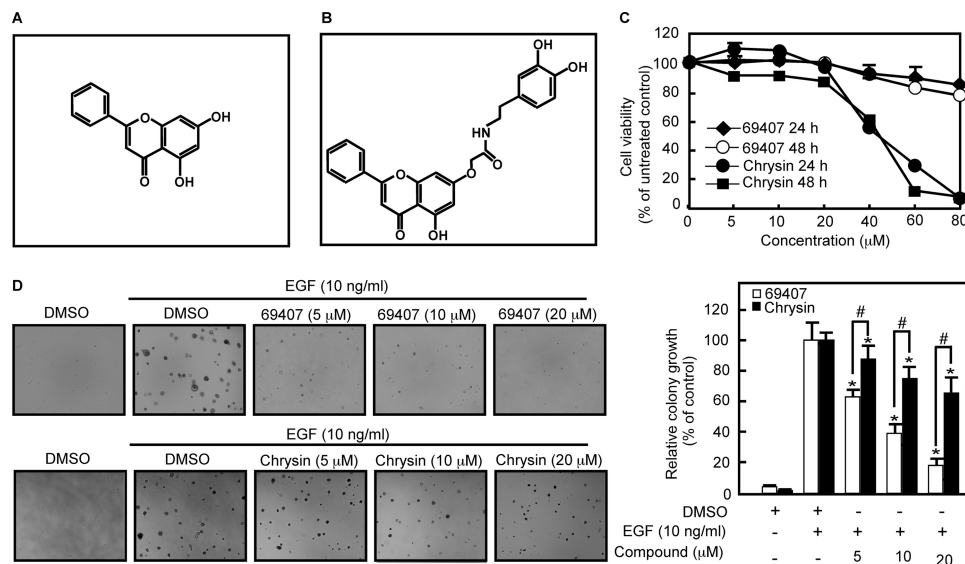 A
OH
O
O
OH
B
OH
OH
HN
O
O
O
O
OH
C
Cell viability
(% of untreated control)
120
100
80
60
40
20
0
69407 24 h
69407 48 h
Chrysin 24 h
Chrysin 48 h
0 5 10 20 40 60 80
Concentration (μM)
D
EGF (10 ng/ml)
DMSO DMSO 69407 (5 μM) 69407 (10 μM) 69407 (20 μM)
EGF (10 ng/ml)
DMSO DMSO Chrysin (5 μM) Chrysin (10 μM) Chrysin (20 μM)
Relative colony growth
(% of control)
120
100
80
60
40
20
0
69407
Chrysin
# # #
* * * * * *
DMSO + + - - -
EGF (10 ng/ml) - + + + +
Compound (μM) - - 5 10 20